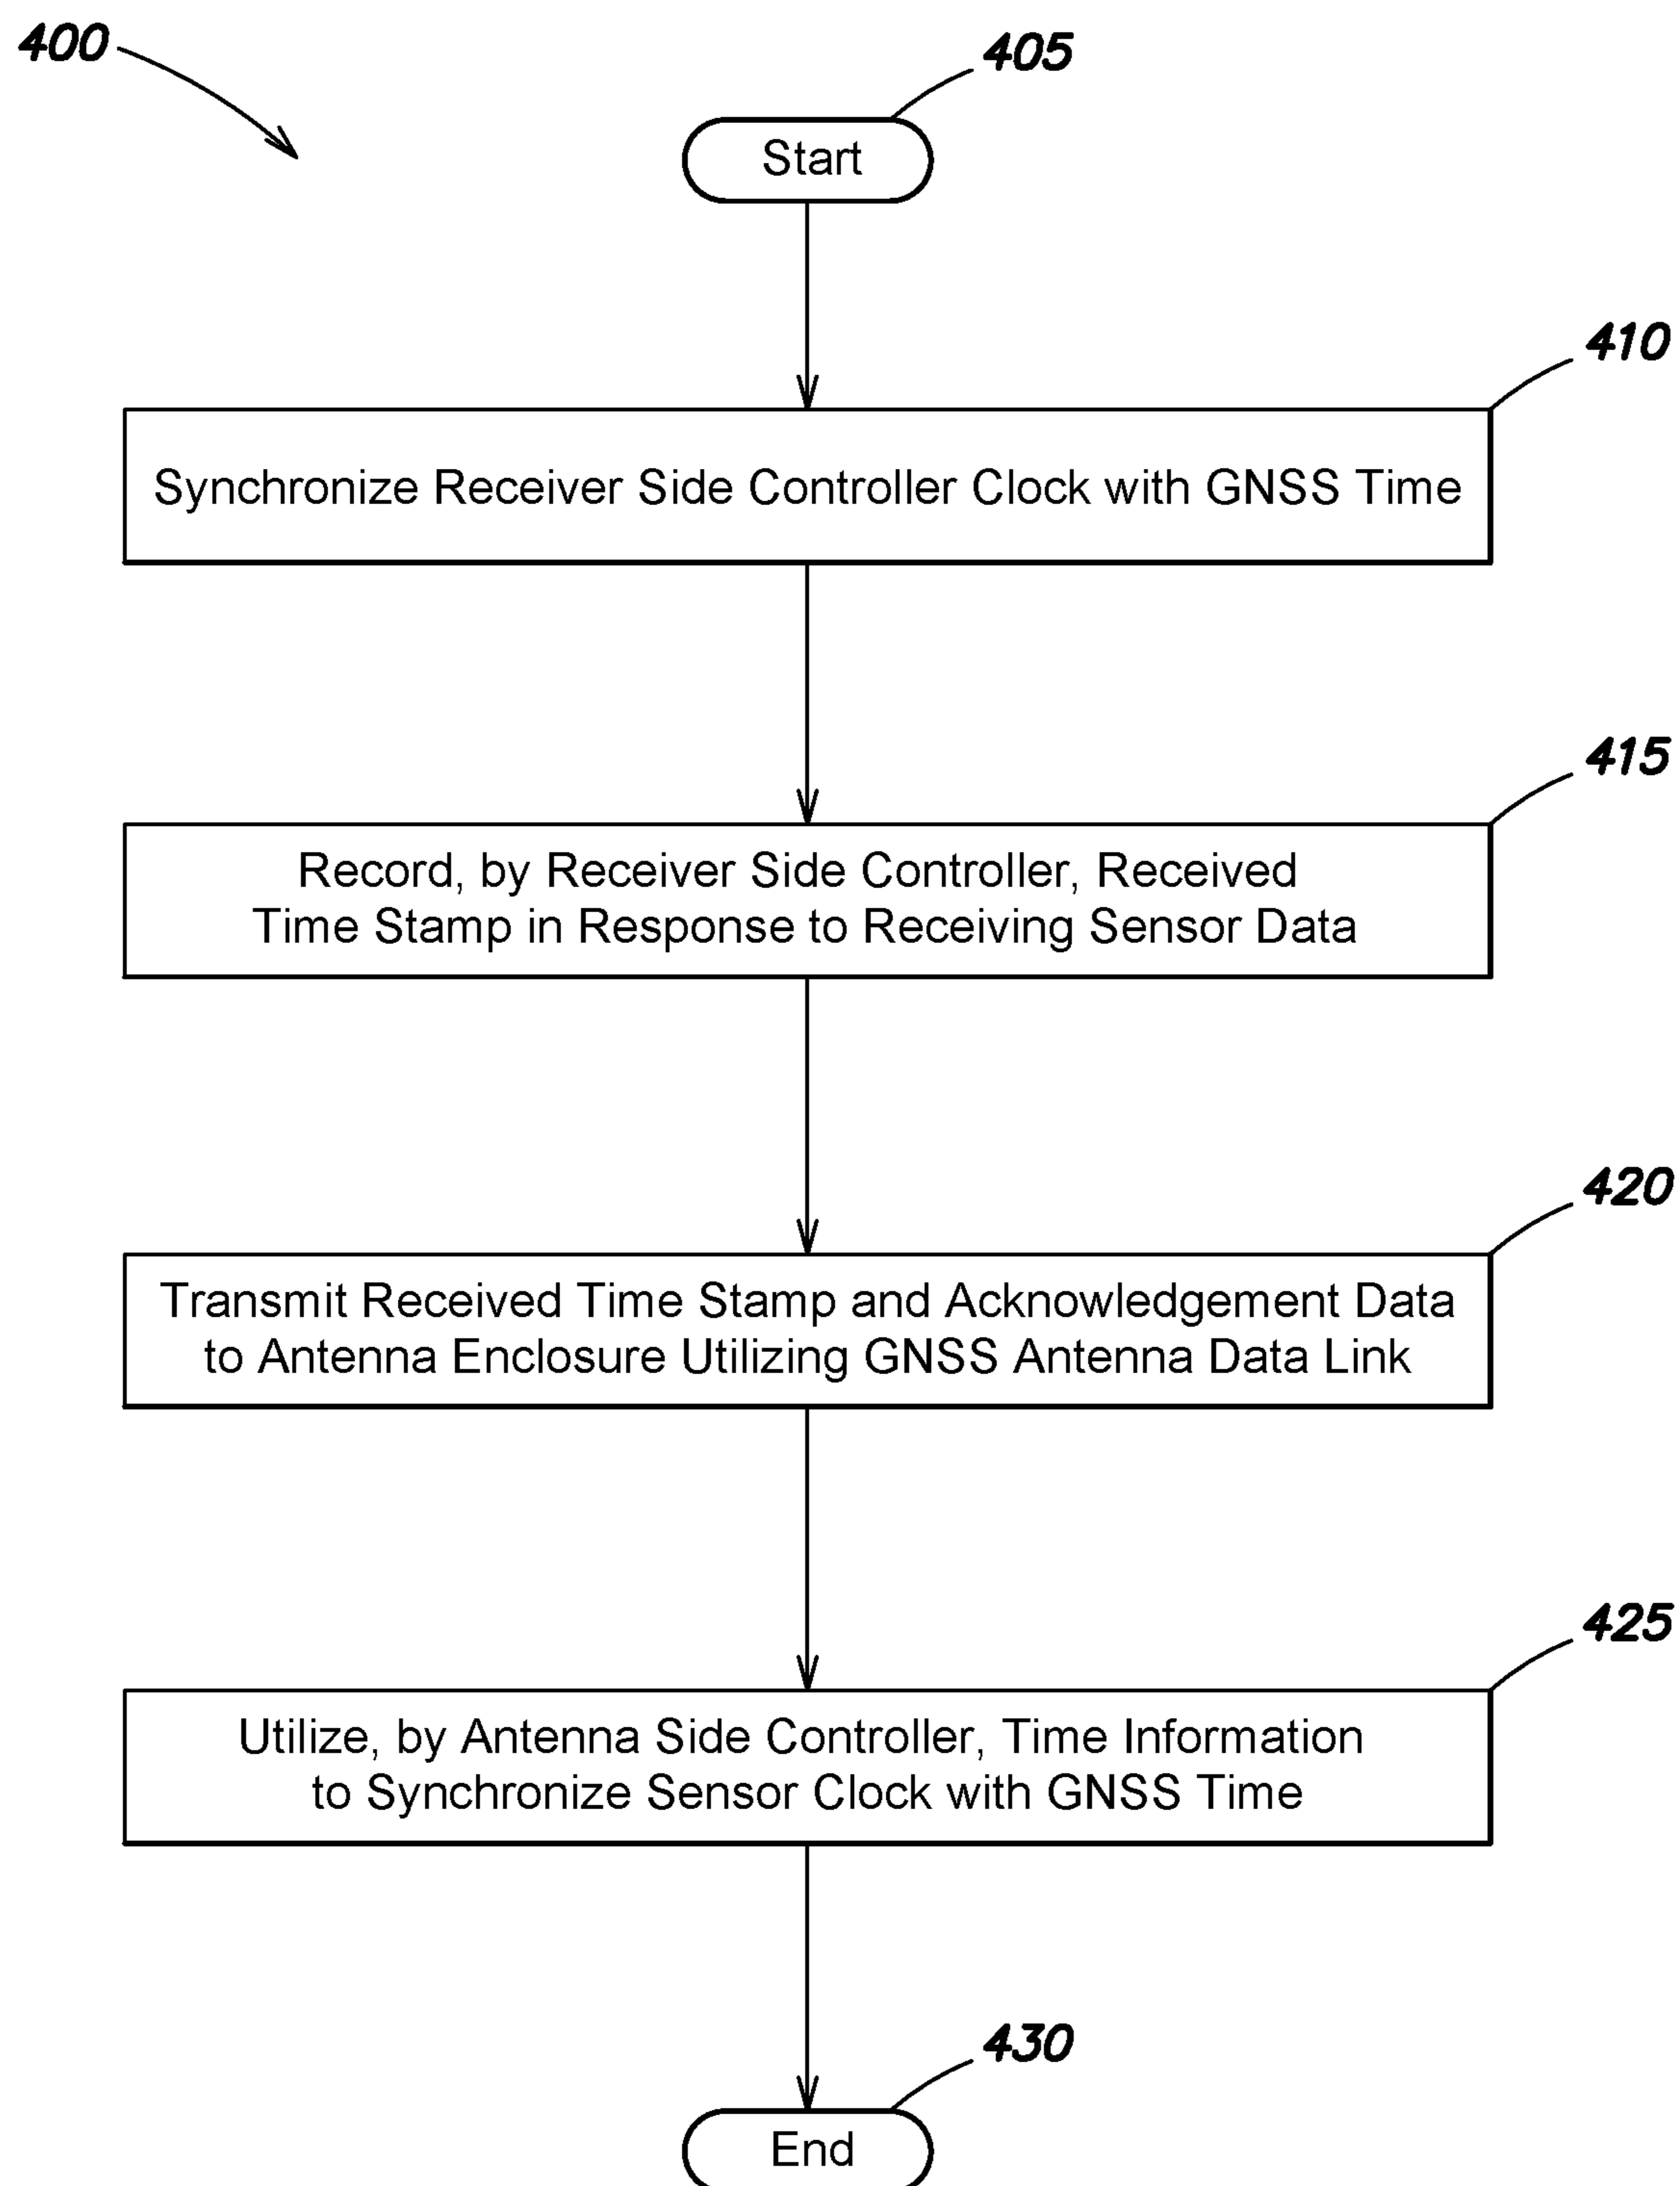 400
405
Start
410
Synchronize Receiver Side Controller Clock with GNSS Time
415
Record, by Receiver Side Controller, Received
Time Stamp in Response to Receiving Sensor Data
420
Transmit Received Time Stamp and Acknowledgement Data
to Antenna Enclosure Utilizing GNSS Antenna Data Link
425
Utilize, by Antenna Side Controller, Time Information
to Synchronize Sensor Clock with GNSS Time
430
End